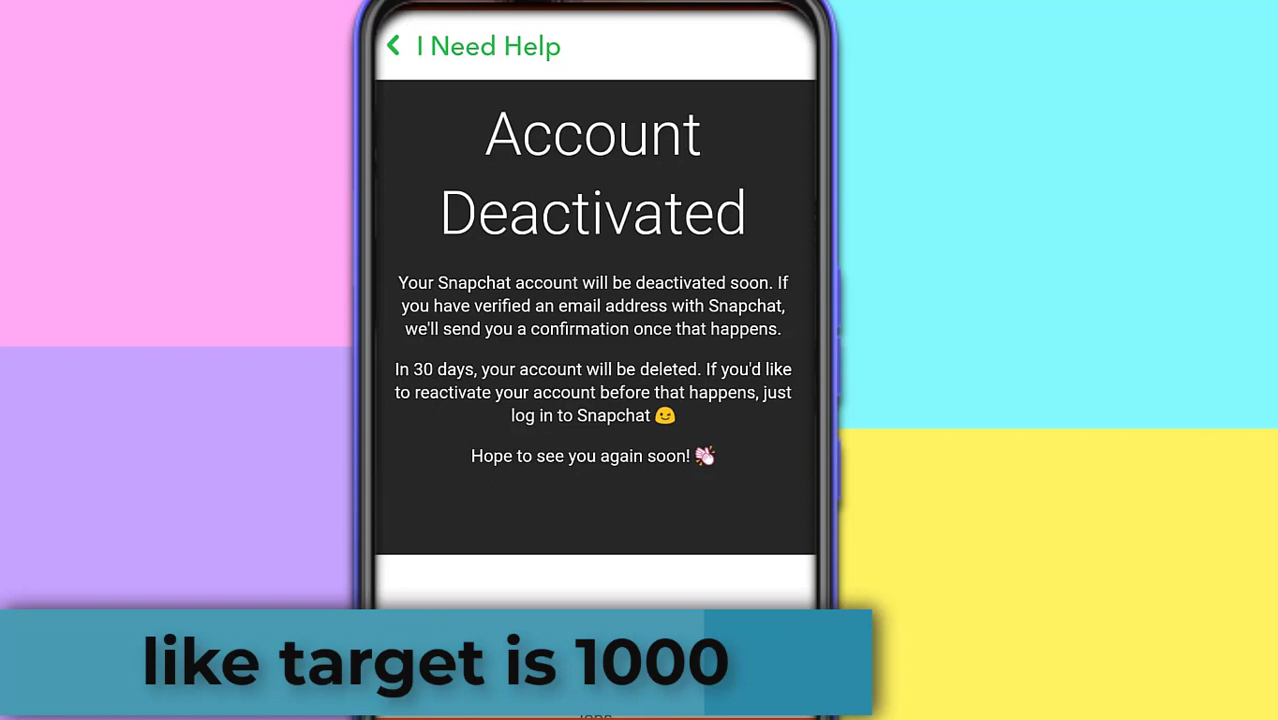 I Need Help
Account
Deactivated
Your Snapchat account will be deactivated soon. If
you have verified an email address with Snapchat,
we'll send you a confirmation once that happens.
In 30 days, your account will be deleted. If you'd like
to reactivate your account before that happens, just
log in to Snapchat 😉
Hope to see you again soon! 👋
like target is 1000